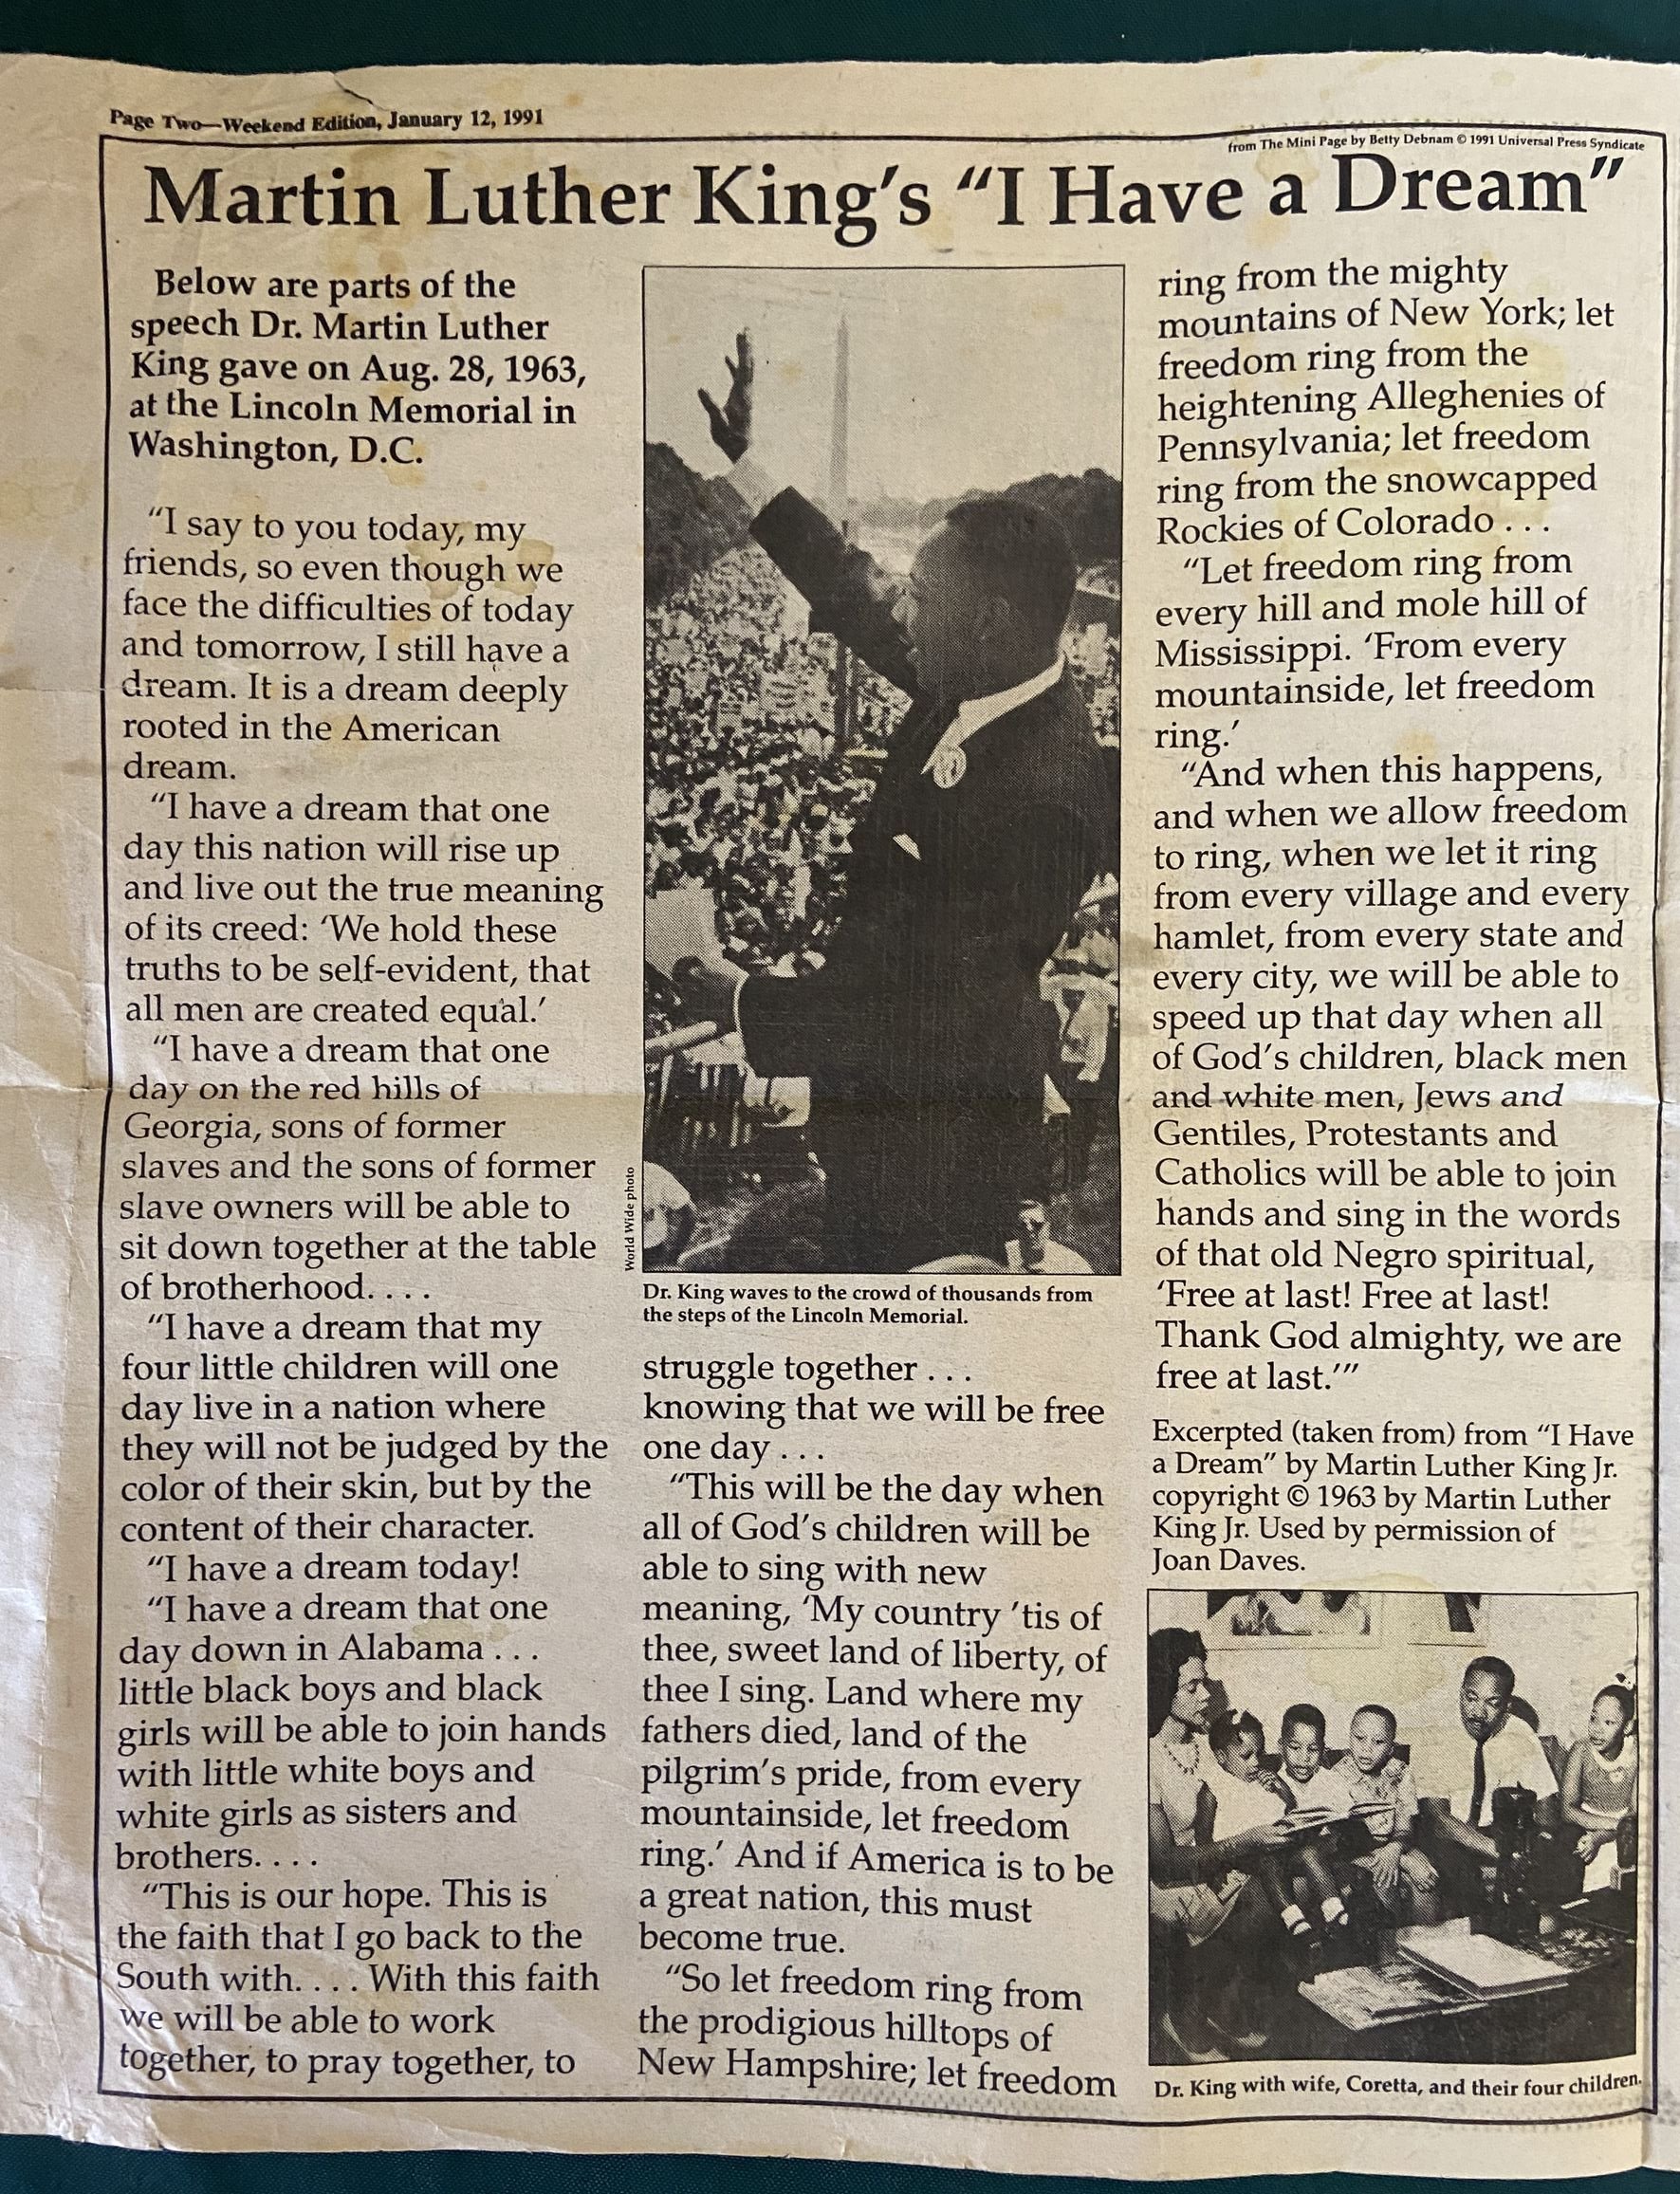 Page Two—Weekend Edition, January 12, 1991
from The Mini Page by Betty Debnam © 1991 Universal Press Syndicate
Martin Luther King's “I Have a Dream”
Below are parts of the
speech Dr. Martin Luther
King gave on Aug. 28, 1963,
at the Lincoln Memorial in
Washington, D.C.
“I say to you today, my
friends, so even though we
face the difficulties of today
and tomorrow, I still have a
dream. It is a dream deeply
rooted in the American
dream.
“I have a dream that one
day this nation will rise up
and live out the true meaning
of its creed: ‘We hold these
truths to be self-evident, that
all men are created equal.’
“I have a dream that one
day on the red hills of
Georgia, sons of former
slaves and the sons of former
slave owners will be able to
sit down together at the table
of brotherhood. . . .
“I have a dream that my
four little children will one
day live in a nation where
they will not be judged by the
color of their skin, but by the
content of their character.
“I have a dream today!
“I have a dream that one
day down in Alabama . . .
little black boys and black
girls will be able to join hands
with little white boys and
white girls as sisters and
brothers. . . .
“This is our hope. This is
the faith that I go back to the
South with. . . . With this faith
we will be able to work
together, to pray together, to
World Wide photo
Dr. King waves to the crowd of thousands from
the steps of the Lincoln Memorial.
struggle together . . .
knowing that we will be free
one day . . .
“This will be the day when
all of God's children will be
able to sing with new
meaning, ‘My country 'tis of
thee, sweet land of liberty, of
thee I sing. Land where my
fathers died, land of the
pilgrim's pride, from every
mountainside, let freedom
ring.’ And if America is to be
a great nation, this must
become true.
“So let freedom ring from
the prodigious hilltops of
New Hampshire; let freedom
ring from the mighty
mountains of New York; let
freedom ring from the
heightening Alleghenies of
Pennsylvania; let freedom
ring from the snowcapped
Rockies of Colorado . . .
“Let freedom ring from
every hill and mole hill of
Mississippi. ‘From every
mountainside, let freedom
ring.’
“And when this happens,
and when we allow freedom
to ring, when we let it ring
from every village and every
hamlet, from every state and
every city, we will be able to
speed up that day when all
of God's children, black men
and white men, Jews and
Gentiles, Protestants and
Catholics will be able to join
hands and sing in the words
of that old Negro spiritual,
‘Free at last! Free at last!
Thank God almighty, we are
free at last.’”
Excerpted (taken from) from “I Have
a Dream” by Martin Luther King Jr.
copyright © 1963 by Martin Luther
King Jr. Used by permission of
Joan Daves.
Dr. King with wife, Coretta, and their four children.